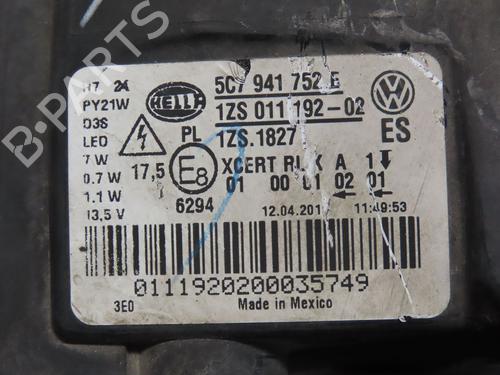 H7 24
PY21W
D3S
LED
7 W
0.7 W
1.1 W
13,5 V
HELLA
5C7 941 752 E
1ZS 011 192-02
PL 1ZS.1827
ES
17,5
E8
XCERT RL X A 1
01 00 01 02 01
6294
12.04.201 11:49:53
0111920200035749
3E0
Made in Mexico
B-PARTS